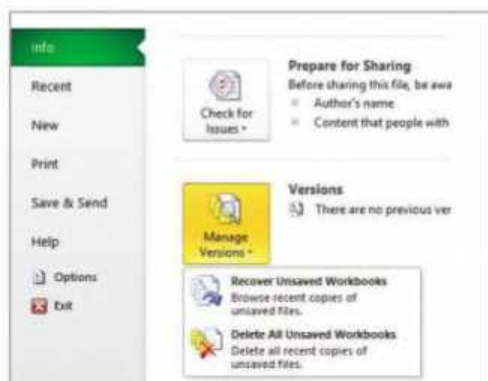 Info
Recent
New
Print
Save & Send
Help
Options
Exit
Check for
Issues
Prepare for Sharing
Before sharing this file, be awa
Author's name
Content that people with
Manage
Versions
Versions
There are no previous ver
Recover Unsaved Workbooks
Browse recent copies of
unsaved files.
Delete All Unsaved Workbooks
Delete all recent copies of
unsaved files.